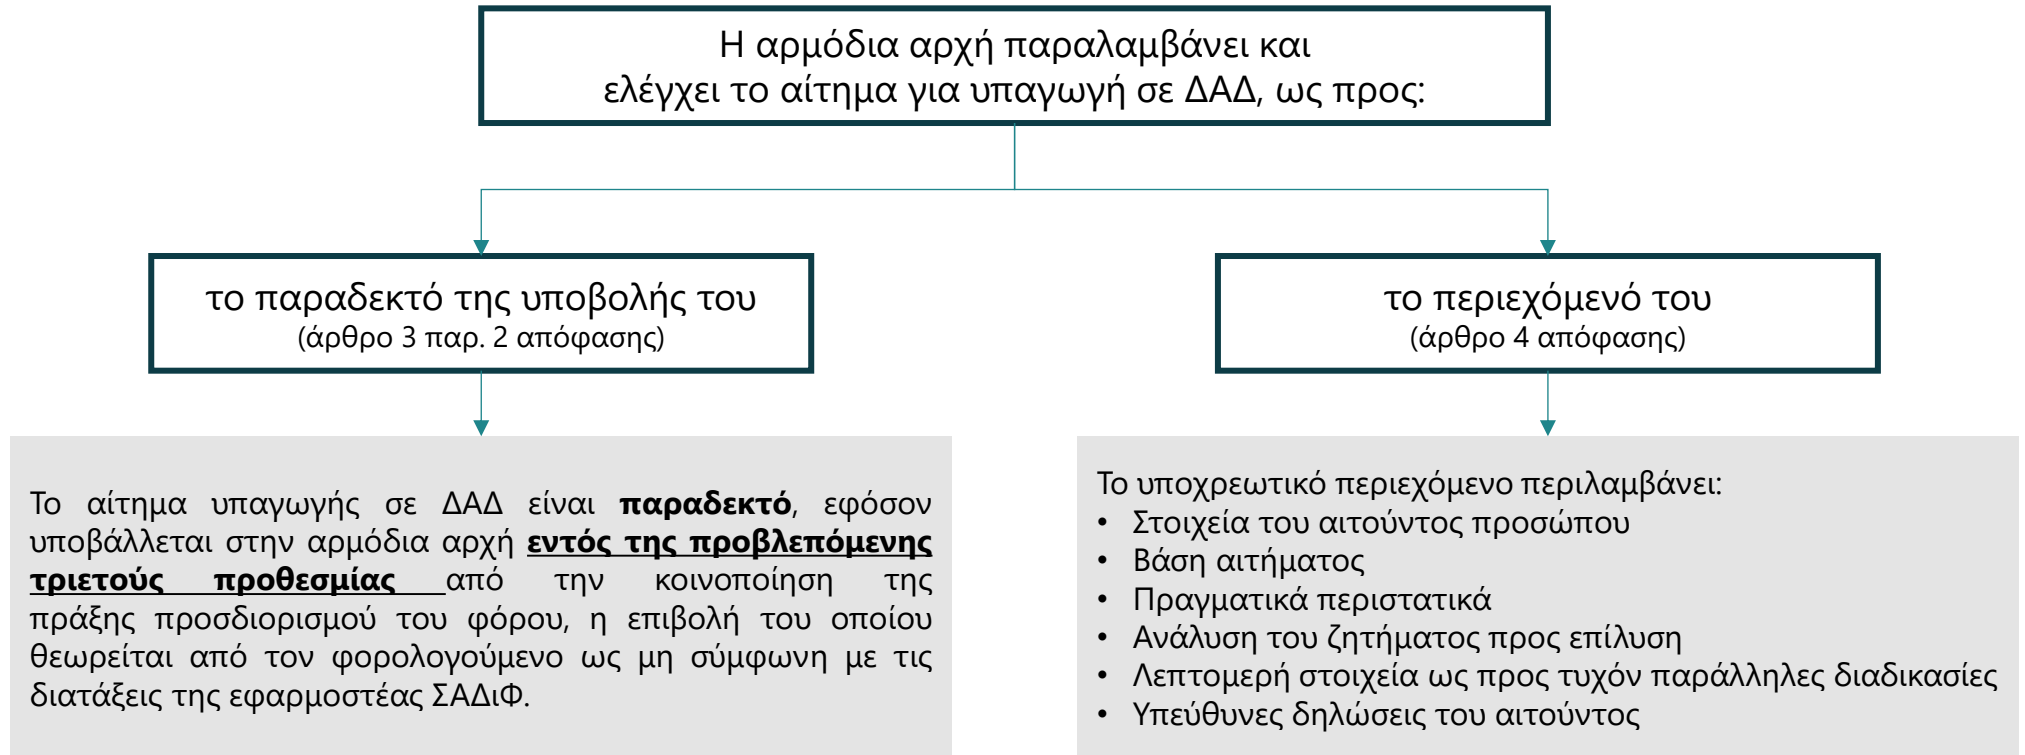 Η αρμόδια αρχή παραλαμβάνει και
ελέγχει το αίτημα για υπαγωγή σε ΔΑΔ, ως προς:
το παραδεκτό της υποβολής του
(άρθρο 3 παρ. 2 απόφασης)
το περιεχόμενό του
(άρθρο 4 απόφασης)
Το αίτημα υπαγωγής σε ΔΑΔ είναι παραδεκτό, εφόσον
υποβάλλεται στην αρμόδια αρχή εντός της προβλεπόμενης
τριετούς προθεσμίας από την κοινοποίηση της
πράξης προσδιορισμού του φόρου, η επιβολή του οποίου
θεωρείται από τον φορολογούμενο ως μη σύμφωνη με τις
διατάξεις της εφαρμοστέας ΣΑΔιΦ.
Το υποχρεωτικό περιεχόμενο περιλαμβάνει:
• Στοιχεία του αιτούντος προσώπου
• Βάση αιτήματος
• Πραγματικά περιστατικά
• Ανάλυση του ζητήματος προς επίλυση
• Λεπτομερή στοιχεία ως προς τυχόν παράλληλες διαδικασίες
• Υπεύθυνες δηλώσεις του αιτούντος